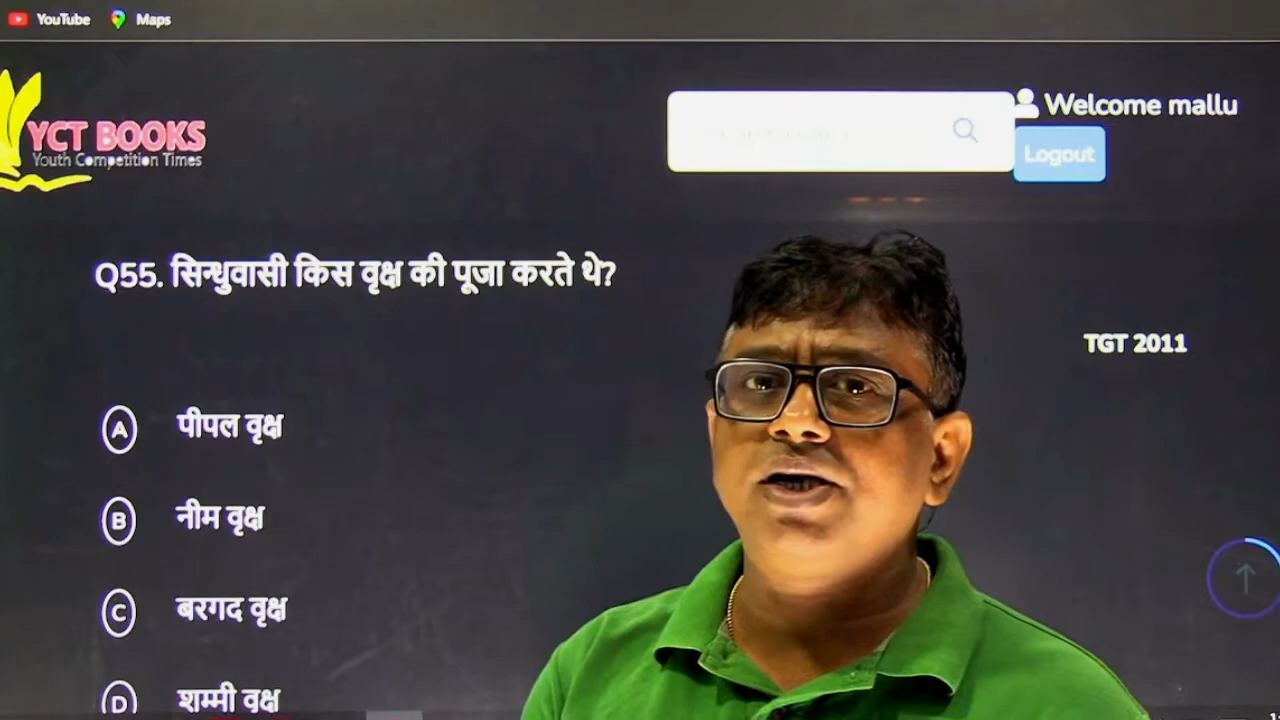 YouTube Maps
YCT BOOKS
Youth Competition Times
Welcome mallu
Logout
Q55. सिन्धुवासी किस वृक्ष की पूजा करते थे?
TGT 2011
A पीपल वृक्ष
B नीम वृक्ष
C बरगद वृक्ष
D शम्मी वृक्ष